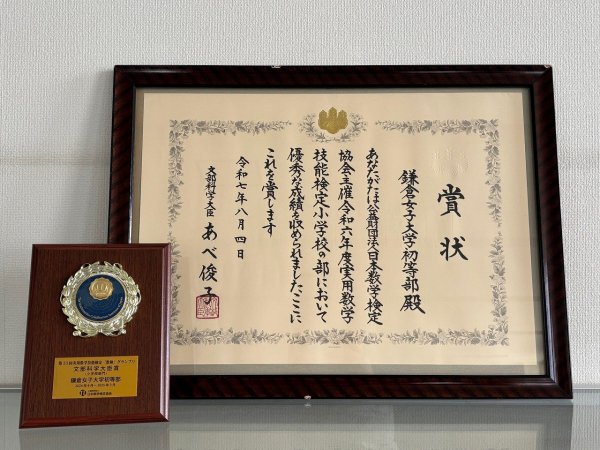 賞状
鎌倉女子大学初等部殿
あなたがたは公益財団法人日本数学検定
協会主催令和六年度実用数学
技能検定小学校の部において
優秀な成績を収められましたここに
これを賞します
令和七年八月四日
文部科学大臣 あべ俊子
文部科学大臣賞
鎌倉女子大学初等部